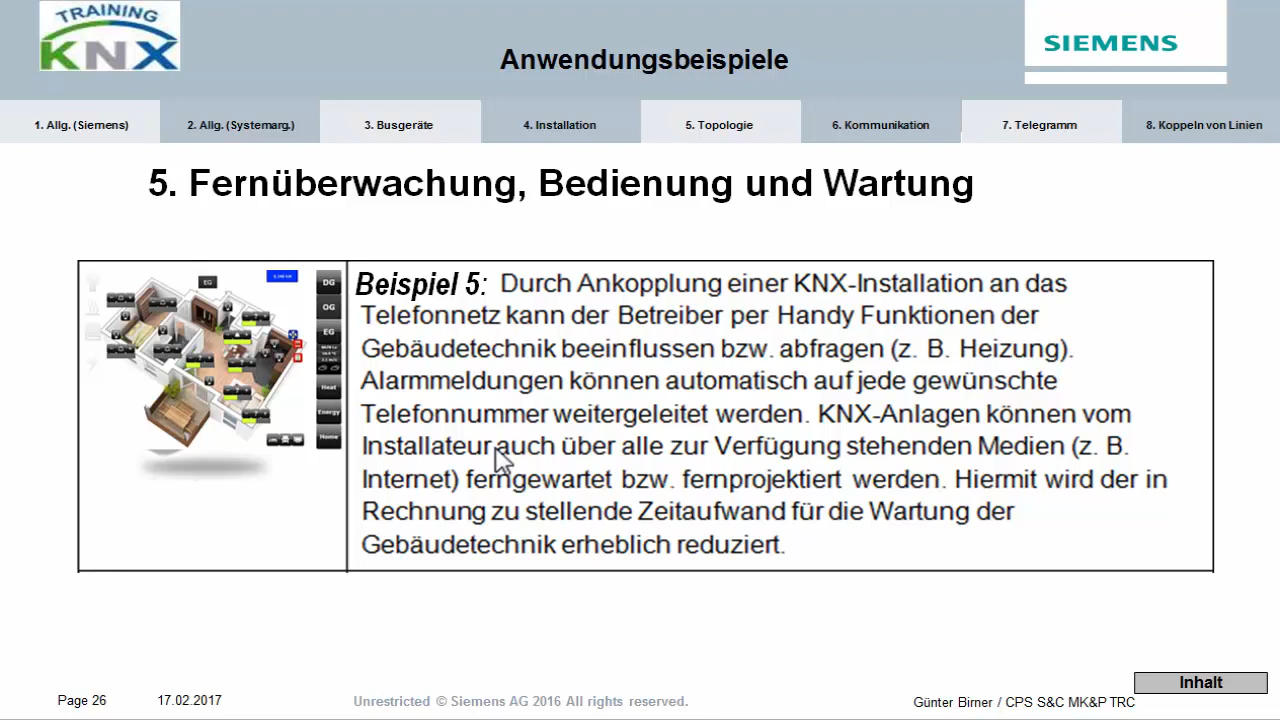 TRAINING
KNX
Anwendungsbeispiele
SIEMENS
1. Allg. (Siemens)
2. Allg. (Systemarg.)
3. Busgeräte
4. Installation
5. Topologie
6. Kommunikation
7. Telegramm
8. Koppeln von Linien
5. Fernüberwachung, Bedienung und Wartung
EG
DG
OG
EG
Heat
Energy
Home
Beispiel 5: Durch Ankopplung einer KNX-Installation an das
Telefonnetz kann der Betreiber per Handy Funktionen der
Gebäudetechnik beeinflussen bzw. abfragen (z. B. Heizung).
Alarmmeldungen können automatisch auf jede gewünschte
Telefonnummer weitergeleitet werden. KNX-Anlagen können vom
Installateur auch über alle zur Verfügung stehenden Medien (z. B.
Internet) ferngewartet bzw. fernprojektiert werden. Hiermit wird der in
Rechnung zu stellende Zeitaufwand für die Wartung der
Gebäudetechnik erheblich reduziert.
Inhalt
Page 26
17.02.2017
Unrestricted © Siemens AG 2016 All rights reserved.
Günter Birner / CPS S&C MK&P TRC